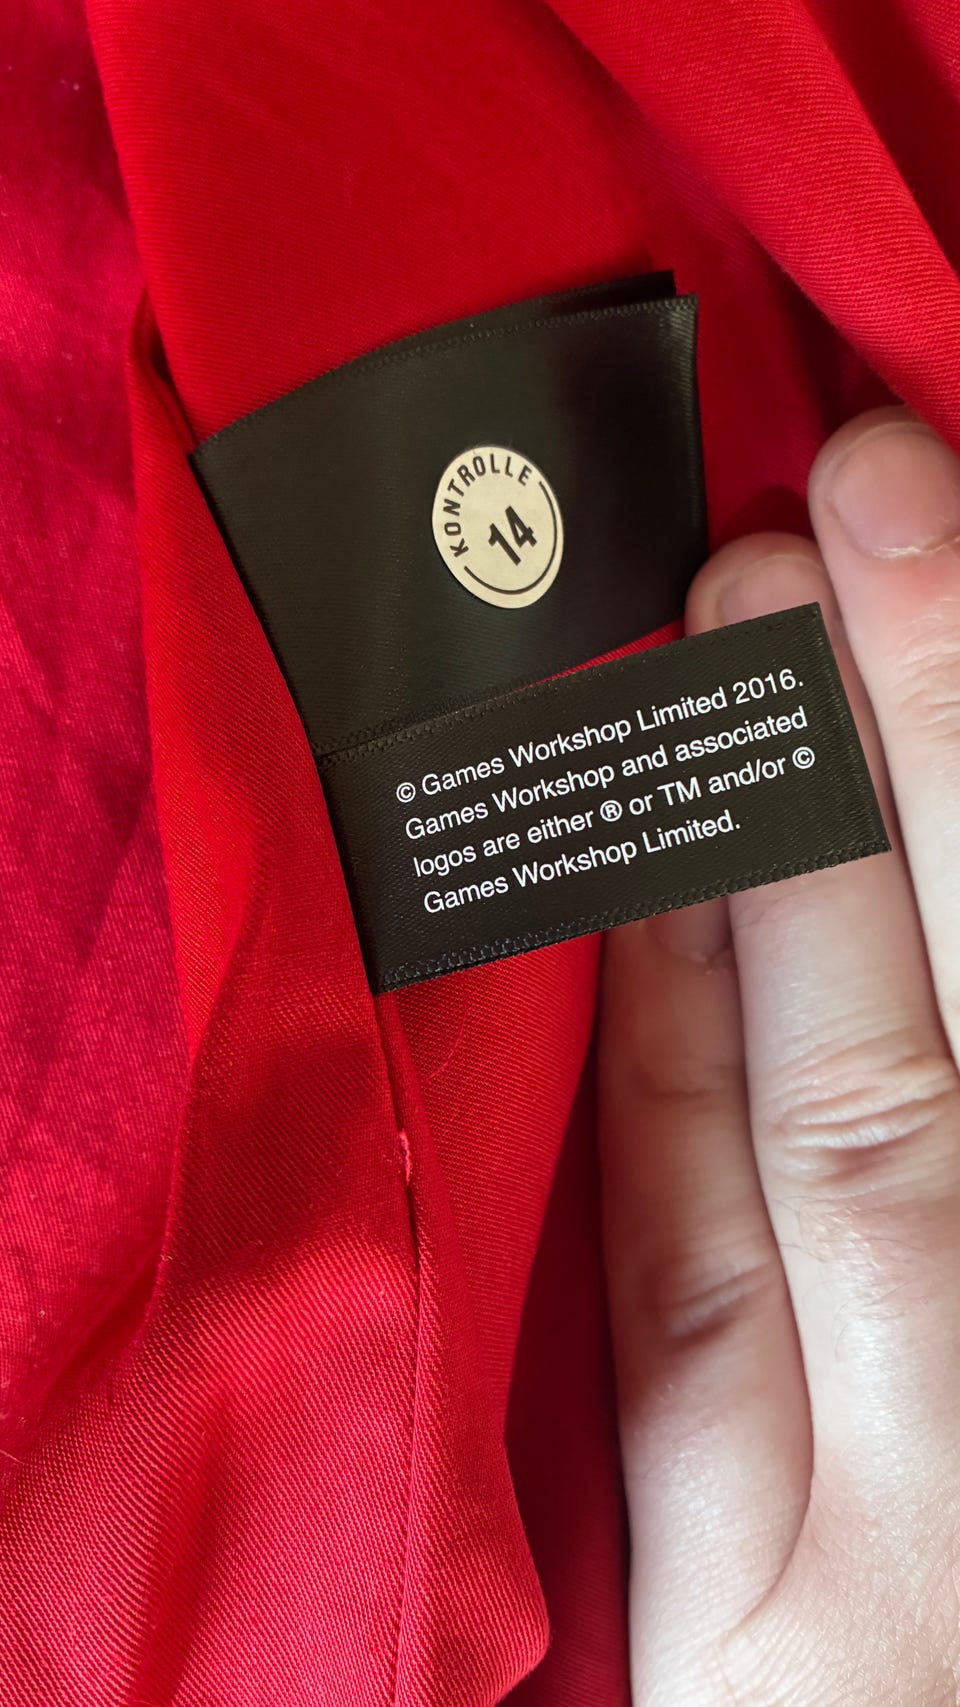 KONTROLLE
14
© Games Workshop Limited 2016.
Games Workshop and associated
logos are either ® or TM and/or ©
Games Workshop Limited.